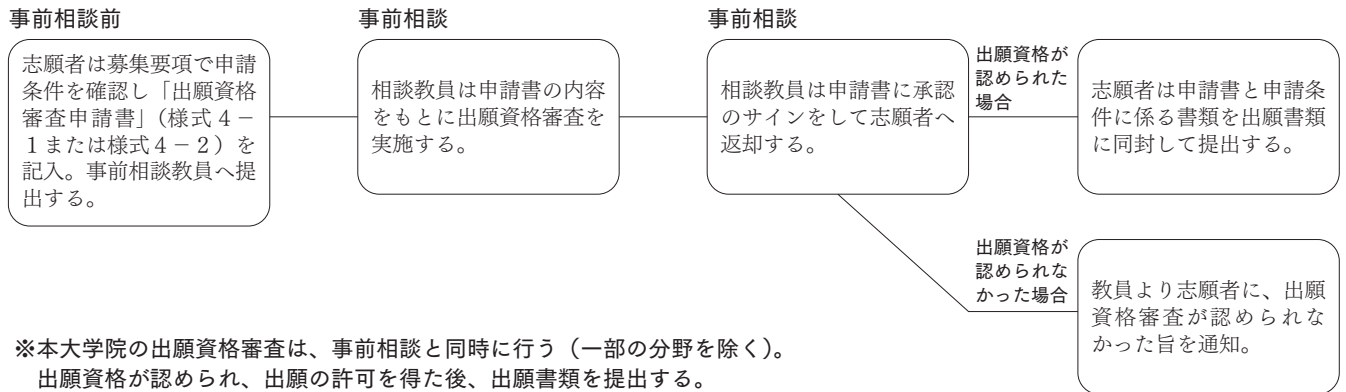 事前相談前
志願者は募集要項で申請
条件を確認し「出願資格
審査申請書」（様式４－
１または様式４－２）を
記入。事前相談教員へ提
出する。
事前相談
相談教員は申請書の内容
をもとに出願資格審査を
実施する。
事前相談
相談教員は申請書に承認
のサインをして志願者へ
返却する。
出願資格が
認められた
場合
志願者は申請書と申請条
件に係る書類を出願書類
に同封して提出する。
出願資格が
認められな
かった場合
教員より志願者に、出願
資格審査が認められな
かった旨を通知。
※本大学院の出願資格審査は、事前相談と同時に行う（一部の分野を除く）。
出願資格が認められ、出願の許可を得た後、出願書類を提出する。